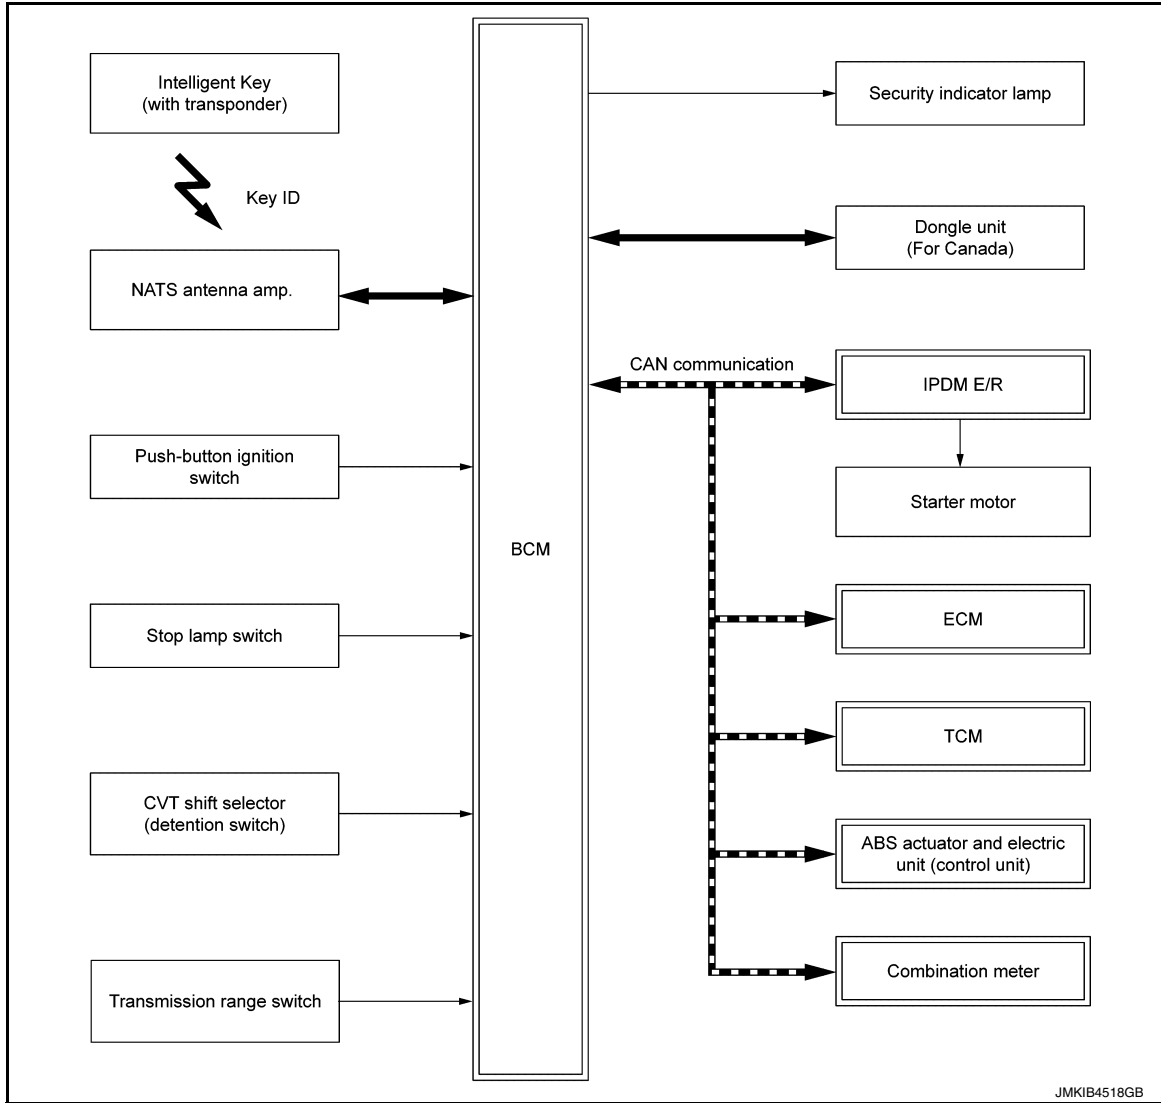 Intelligent Key
(with transponder)
Key ID
NATS antenna amp.
Push-button ignition
switch
Stop lamp switch
CVT shift selector
(detention switch)
Transmission range switch
BCM
Security indicator lamp
Dongle unit
(For Canada)
CAN communication
IPDM E/R
Starter motor
ECM
TCM
ABS actuator and electric
unit (control unit)
Combination meter
JMKIB4518GB